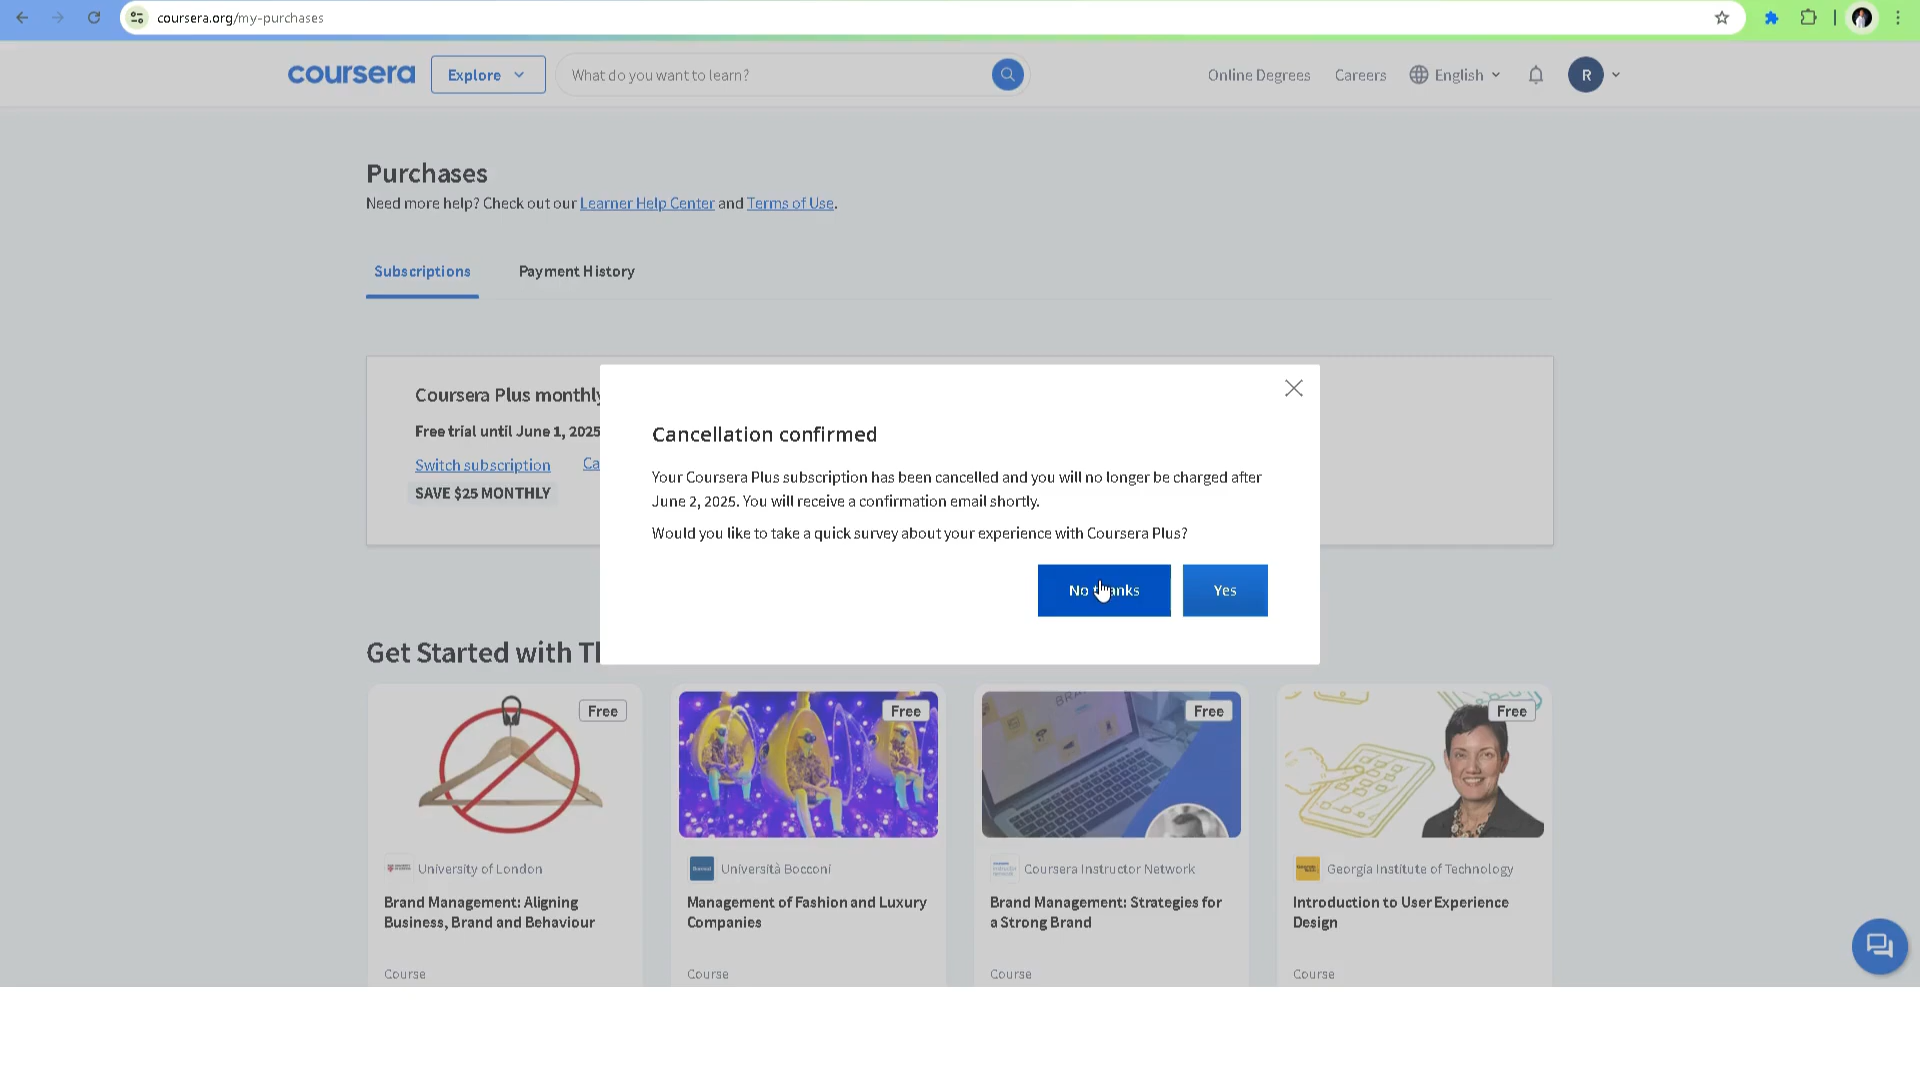 coursera.org/my-purchases
coursera
Explore
What do you want to learn?
Online Degrees
Careers
English
R
Purchases
Need more help? Check out our Learner Help Center and Terms of Use.
Subscriptions
Payment History
Coursera Plus monthly
Free trial until June 1, 2025
Switch subscription
Ca
SAVE $25 MONTHLY
Cancellation confirmed
Your Coursera Plus subscription has been cancelled and you will no longer be charged after
June 2, 2025. You will receive a confirmation email shortly.
Would you like to take a quick survey about your experience with Coursera Plus?
No thanks
Yes
Get Started with Th
Free
Free
Free
Free
University of London
Brand Management: Aligning
Business, Brand and Behaviour
Course
Università Bocconi
Management of Fashion and Luxury
Companies
Course
Coursera Instructor Network
Brand Management: Strategies for
a Strong Brand
Course
Georgia Institute of Technology
Introduction to User Experience
Design
Course